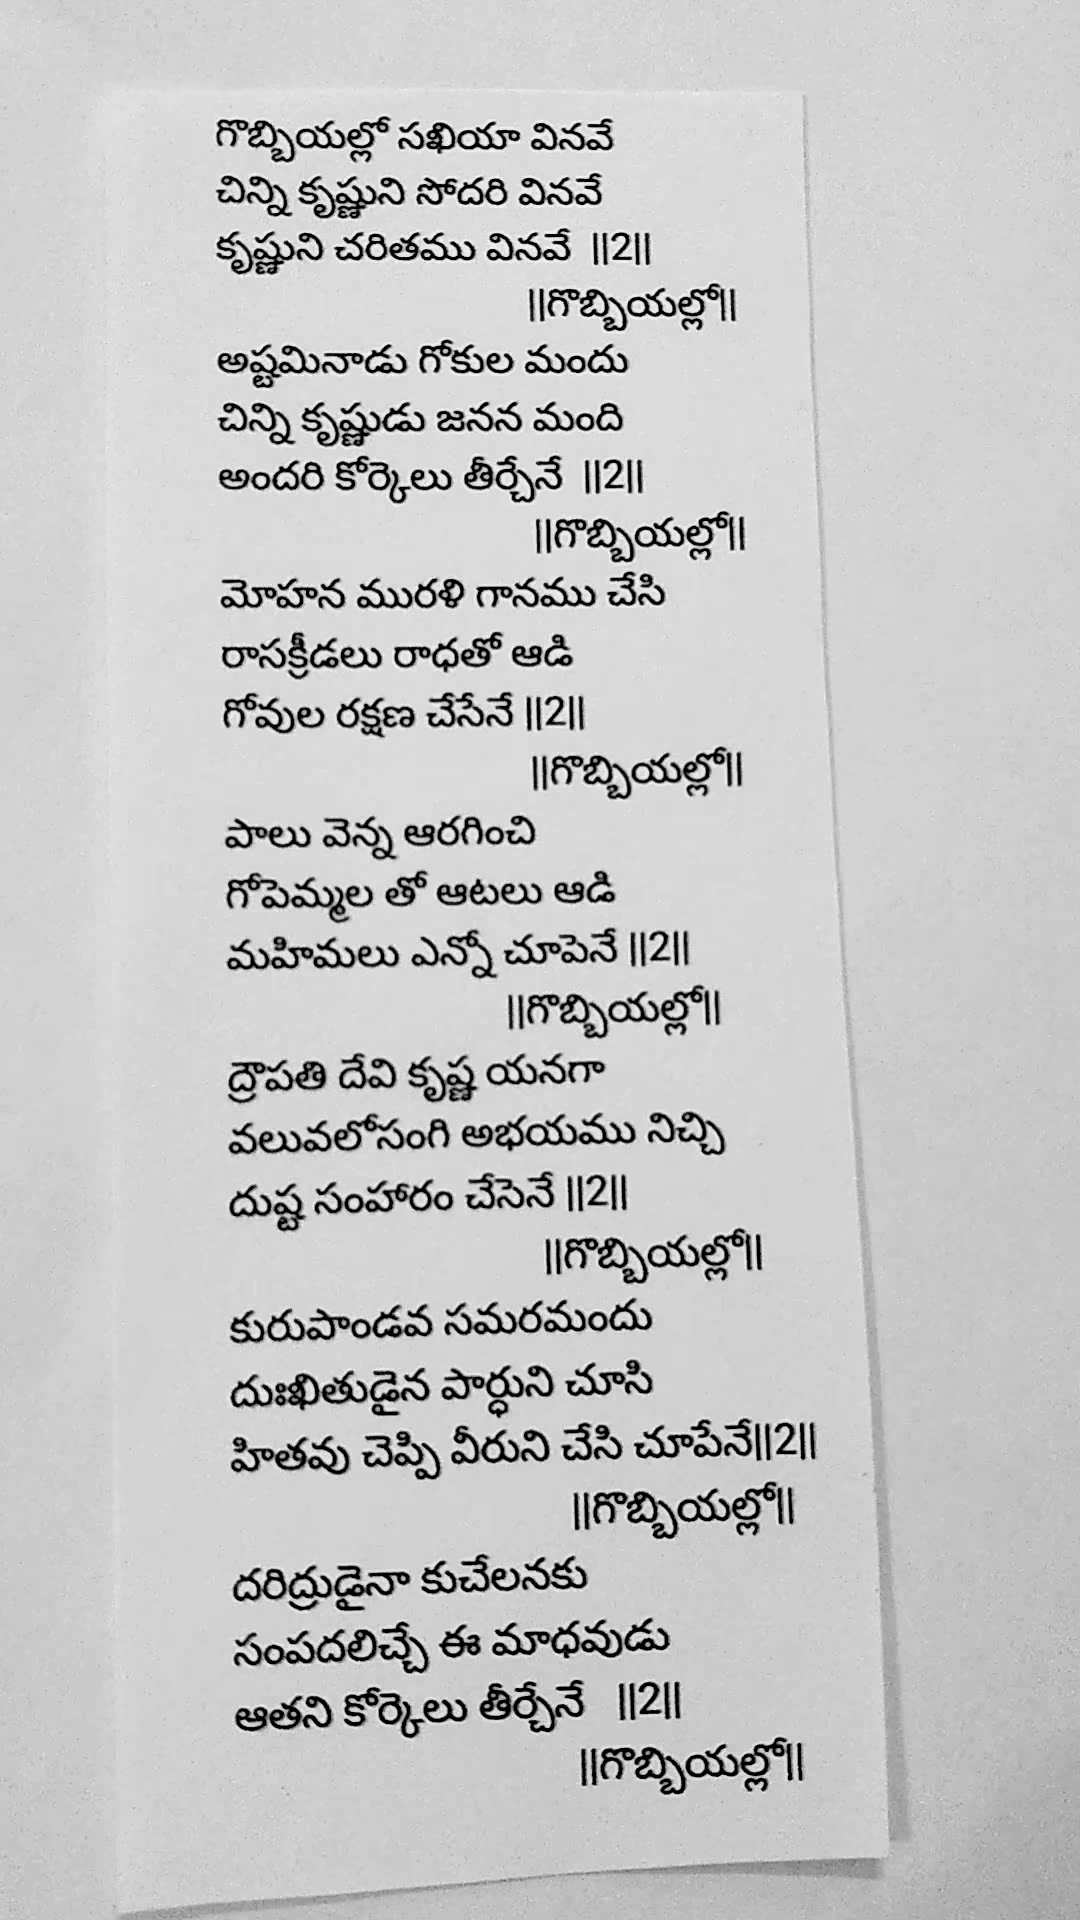 గొబ్బియల్లో సఖియా వినవే
చిన్ని కృష్ణుని సోదరి వినవే
కృష్ణుని చరితము వినవే ||2||
||గొబ్బియల్లో||
అష్టమినాడు గోకుల మందు
చిన్ని కృష్ణుడు జనన మంది
అందరి కోర్కెలు తీర్చేనే ||2||
||గొబ్బియల్లో||
మోహన మురళి గానము చేసి
రాసక్రీడలు రాధతో ఆడి
గోవుల రక్షణ చేసేనే ||2||
||గొబ్బియల్లో||
పాలు వెన్న ఆరగించి
గోపెమ్మల తో ఆటలు ఆడి
మహిమలు ఎన్నో చూపెనే ||2||
||గొబ్బియల్లో||
ద్రౌపతి దేవి కృష్ణ యనగా
వలువలోసంగి అభయము నిచ్చి
దుష్ట సంహారం చేసెనే ||2||
||గొబ్బియల్లో||
కురుపాండవ సమరమందు
దుఃఖితుడైన పార్ధుని చూసి
హితవు చెప్పి వీరుని చేసి చూపేనే||2||
||గొబ్బియల్లో||
దరిద్రుడైనా కుచేలనకు
సంపదలిచ్చే ఈ మాధవుడు
ఆతని కోర్కెలు తీర్చేనే ||2||
||గొబ్బియల్లో||